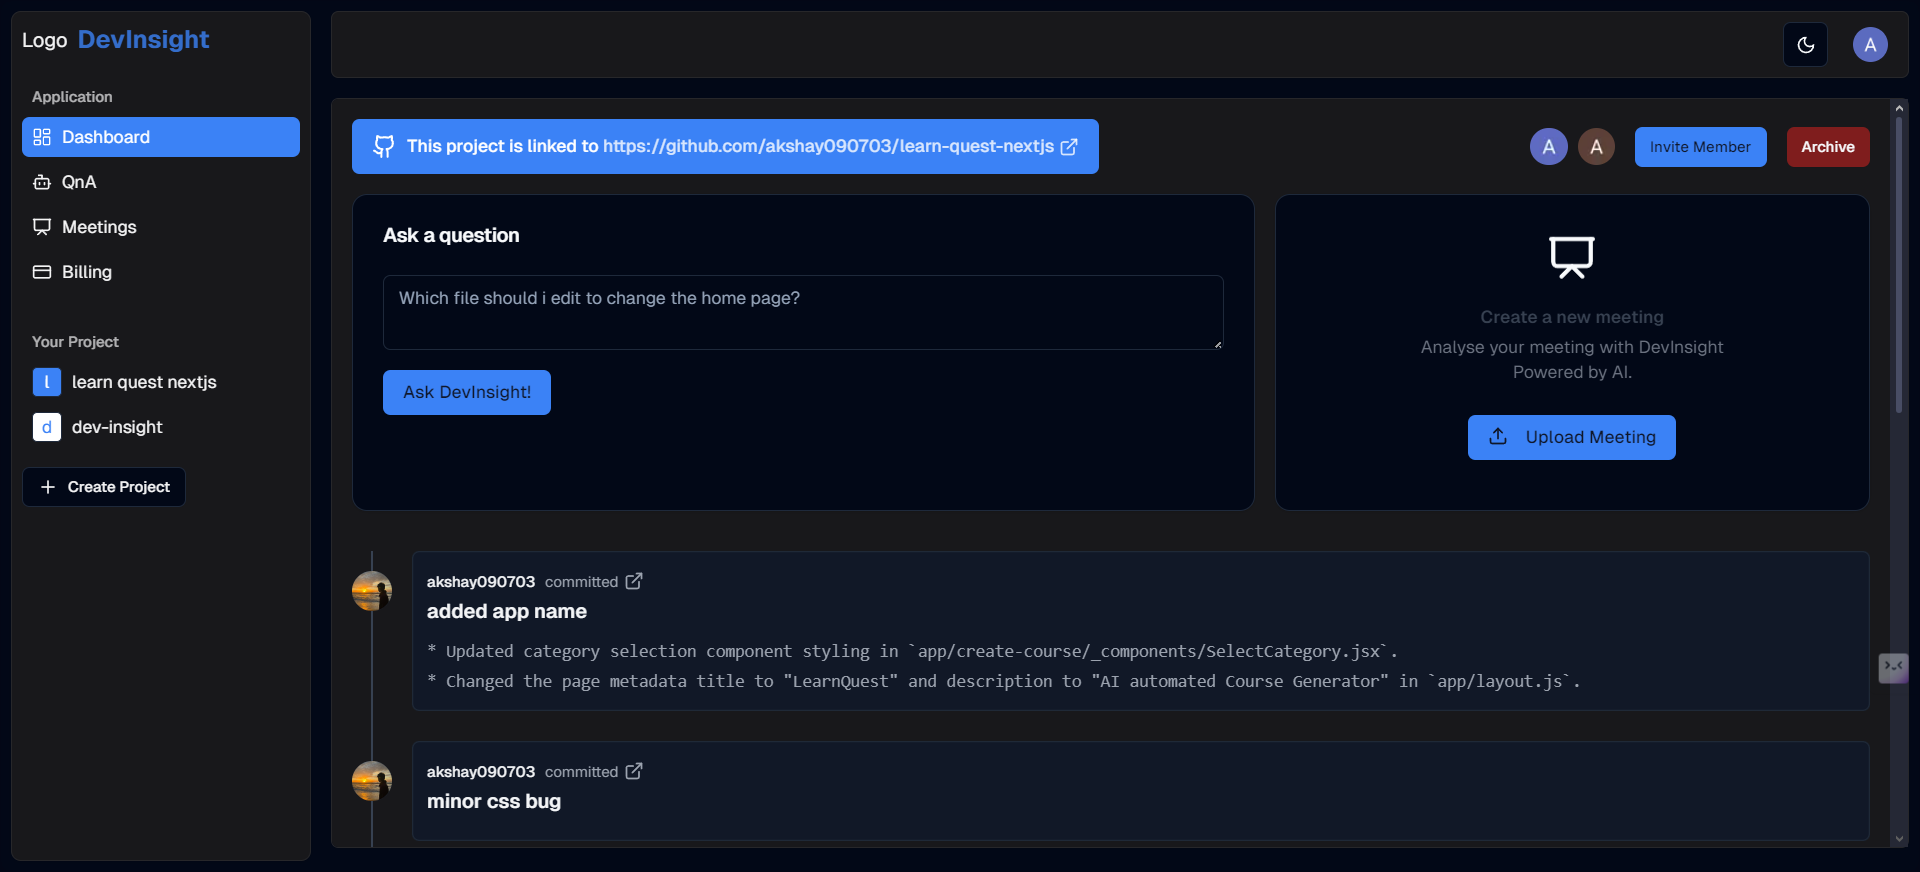 Logo DevInsight
Application
Dashboard
QnA
Meetings
Billing
Your Project
l learn quest nextjs
d dev-insight
Create Project
A
This project is linked to https://github.com/akshay090703/learn-quest-nextjs
A A Invite Member Archive
Ask a question
Which file should i edit to change the home page?
Ask DevInsight!
Create a new meeting
Analyse your meeting with DevInsight
Powered by AI.
Upload Meeting
akshay090703 committed
added app name
* Updated category selection component styling in `app/create-course/_components/SelectCategory.jsx`.
* Changed the page metadata title to "LearnQuest" and description to "AI automated Course Generator" in `app/layout.js`.
akshay090703 committed
minor css bug